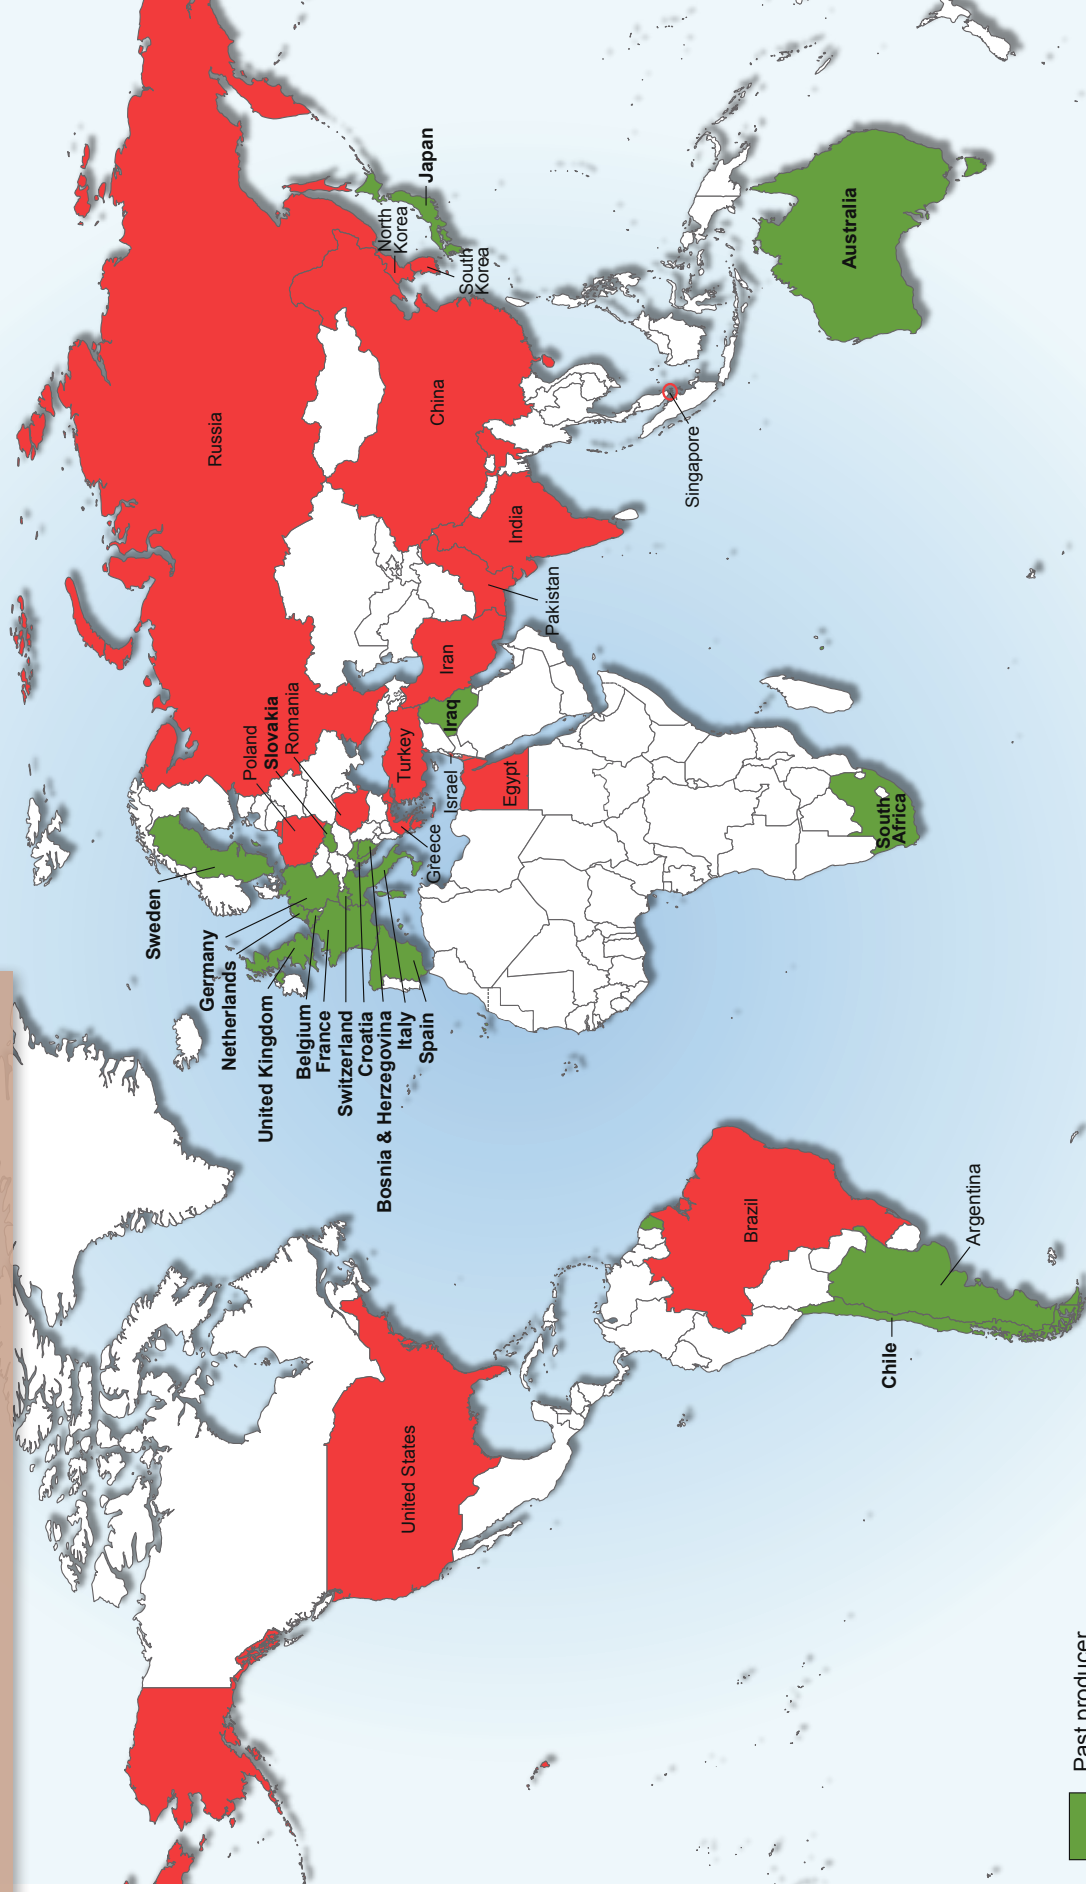 Sweden
Germany
Netherlands
United Kingdom
Belgium
France
Switzerland
Croatia
Bosnia & Herzegovina
Italy
Spain
Poland
Slovakia
Romania
Russia
Turkey
Greece
Israel
Iraq
Iran
Egypt
Pakistan
India
China
North
Korea
South
Korea
Japan
Singapore
Australia
South
Africa
United States
Brazil
Argentina
Chile
Past producer